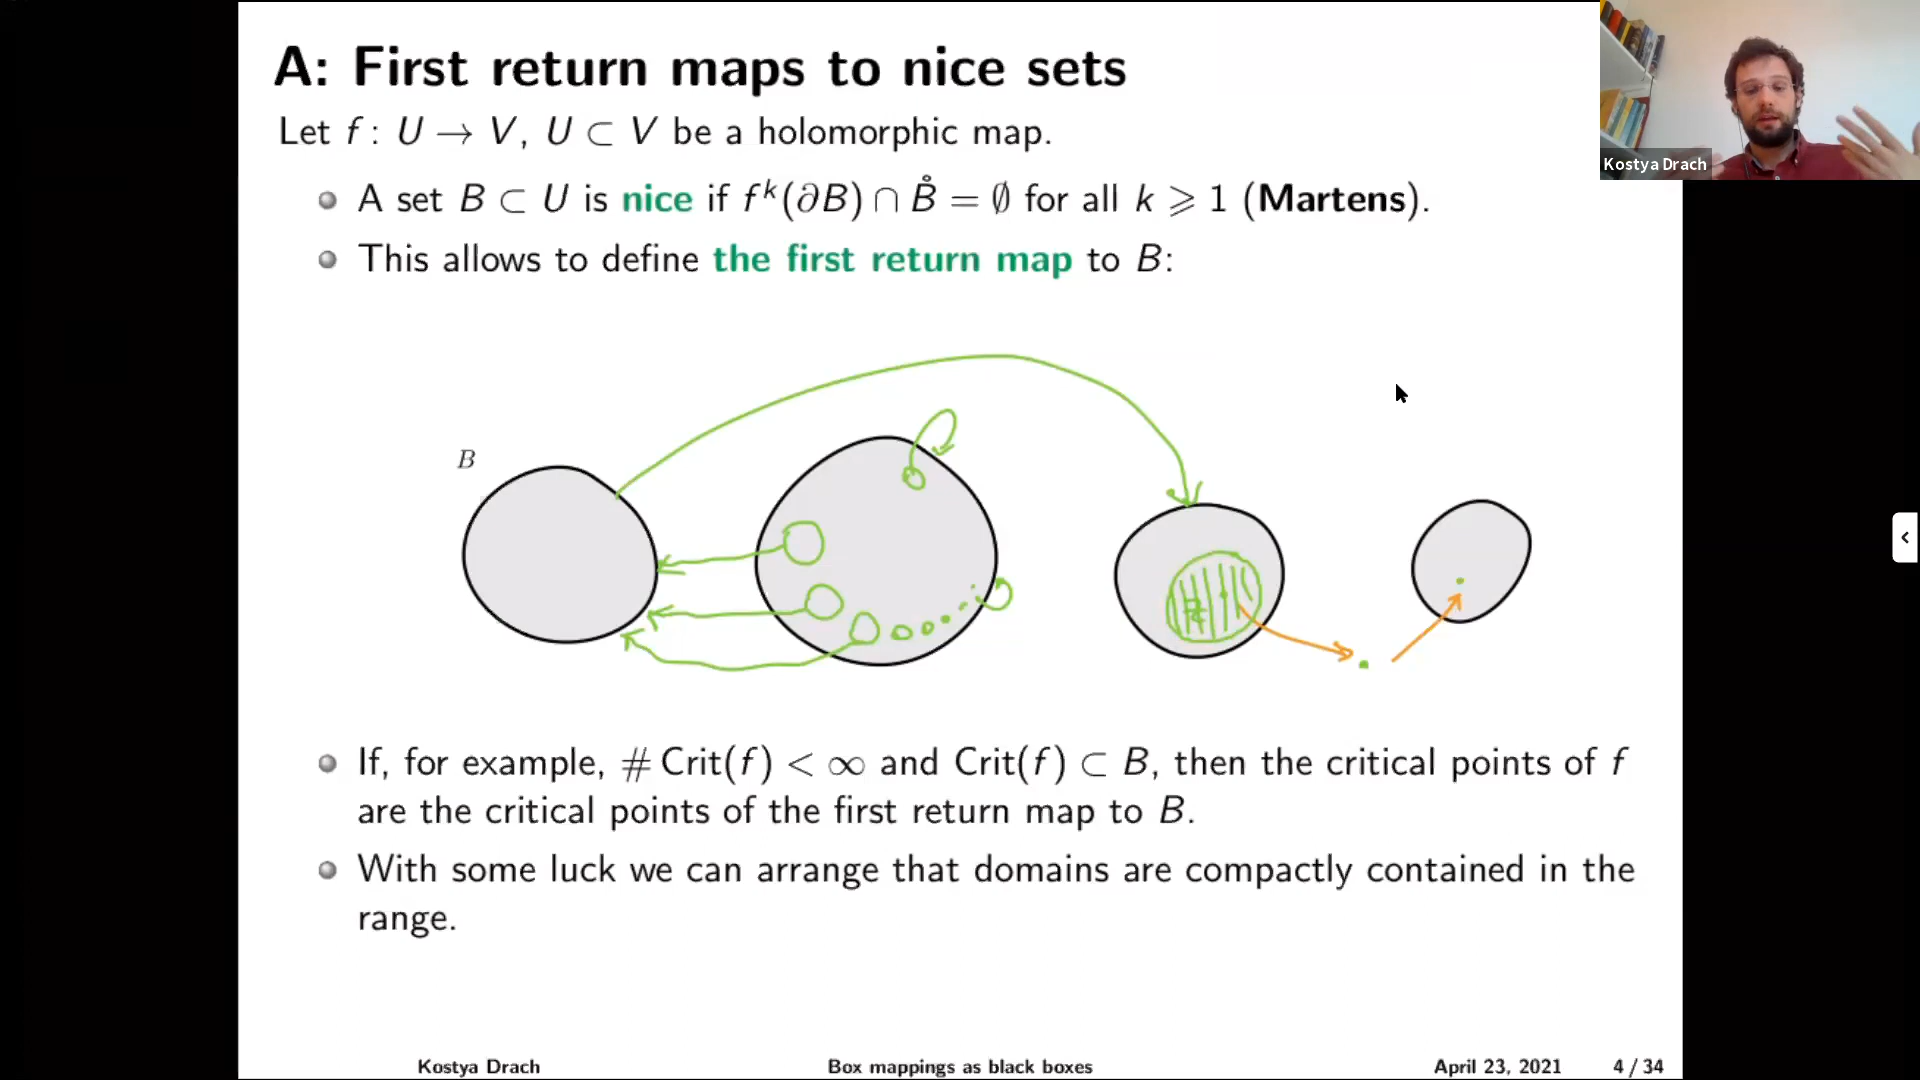 A: First return maps to nice sets
Let f : U → V, U ⊂ V be a holomorphic map.
A set B ⊂ U is nice if fᵏ(∂B) ∩ B̊ = ∅ for all k ⩾ 1 (Martens).
This allows to define the first return map to B:
B
If, for example, # Crit(f) < ∞ and Crit(f) ⊂ B, then the critical points of f
are the critical points of the first return map to B.
With some luck we can arrange that domains are compactly contained in the
range.
Kostya Drach
Box mappings as black boxes
April 23, 2021
4 / 34
Kostya Drach